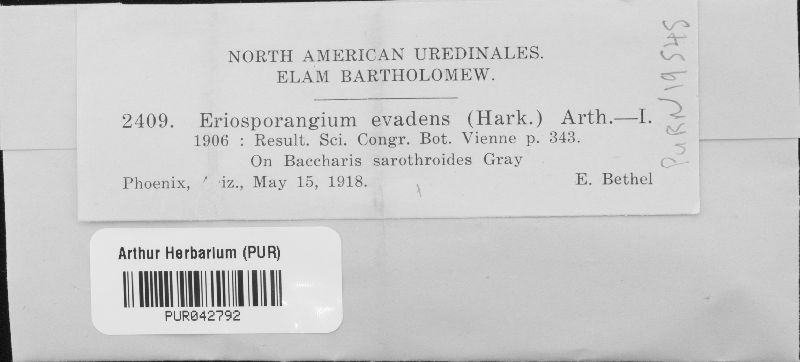 NORTH AMERICAN UREDINALES.
ELAM BARTHOLOMEW.
2409. Eriosporangium evadens (Hark.) Arth.—I.
1906 : Result. Sci. Congr. Bot. Vienne p. 343.
On Baccharis sarothroides Gray
Phoenix, iz., May 15, 1918. E. Bethel
PURN19545
Arthur Herbarium (PUR)
PUR042792